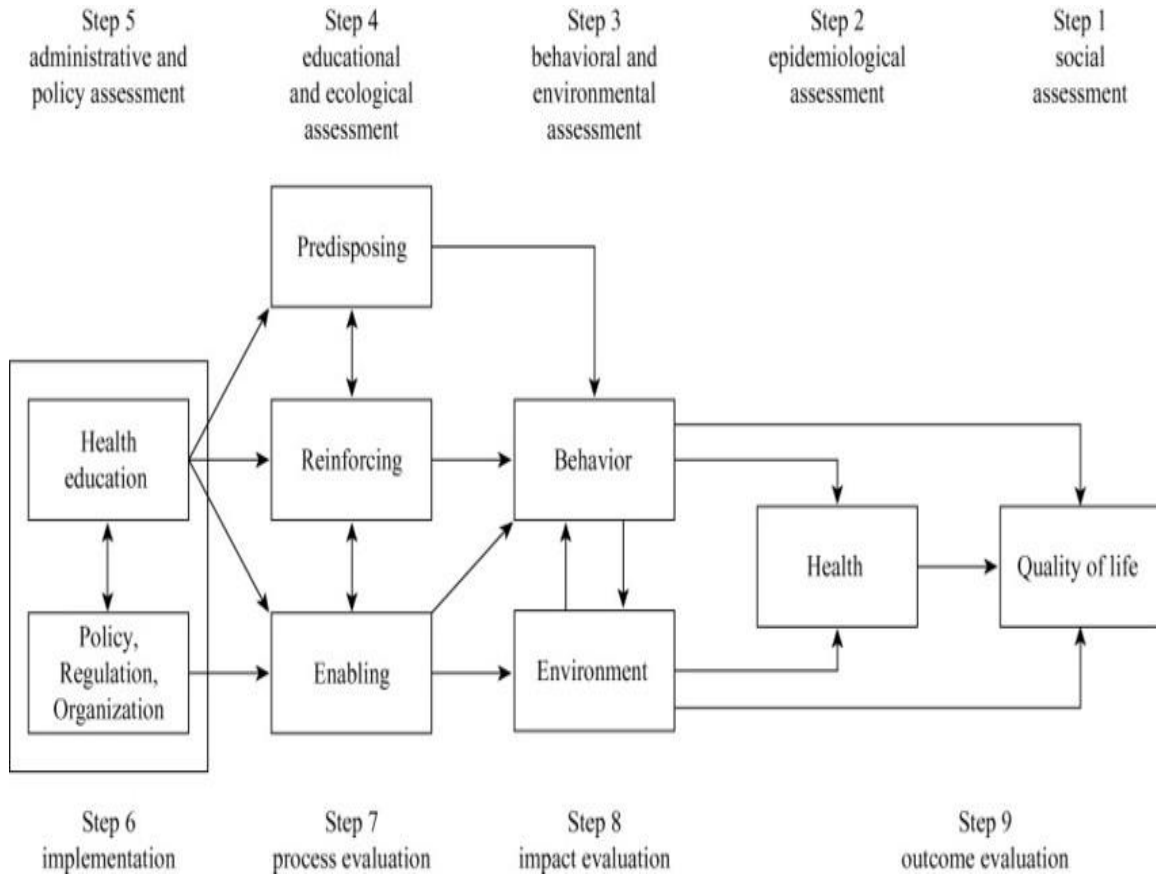 Step 5
administrative and
policy assessment
Step 4
educational
and ecological
assessment
Step 3
behavioral and
environmental
assessment
Step 2
epidemiological
assessment
Step 1
social
assessment
Predisposing
Health
education
Reinforcing
Behavior
Health
Quality of life
Policy,
Regulation,
Organization
Enabling
Environment
Step 6
implementation
Step 7
process evaluation
Step 8
impact evaluation
Step 9
outcome evaluation